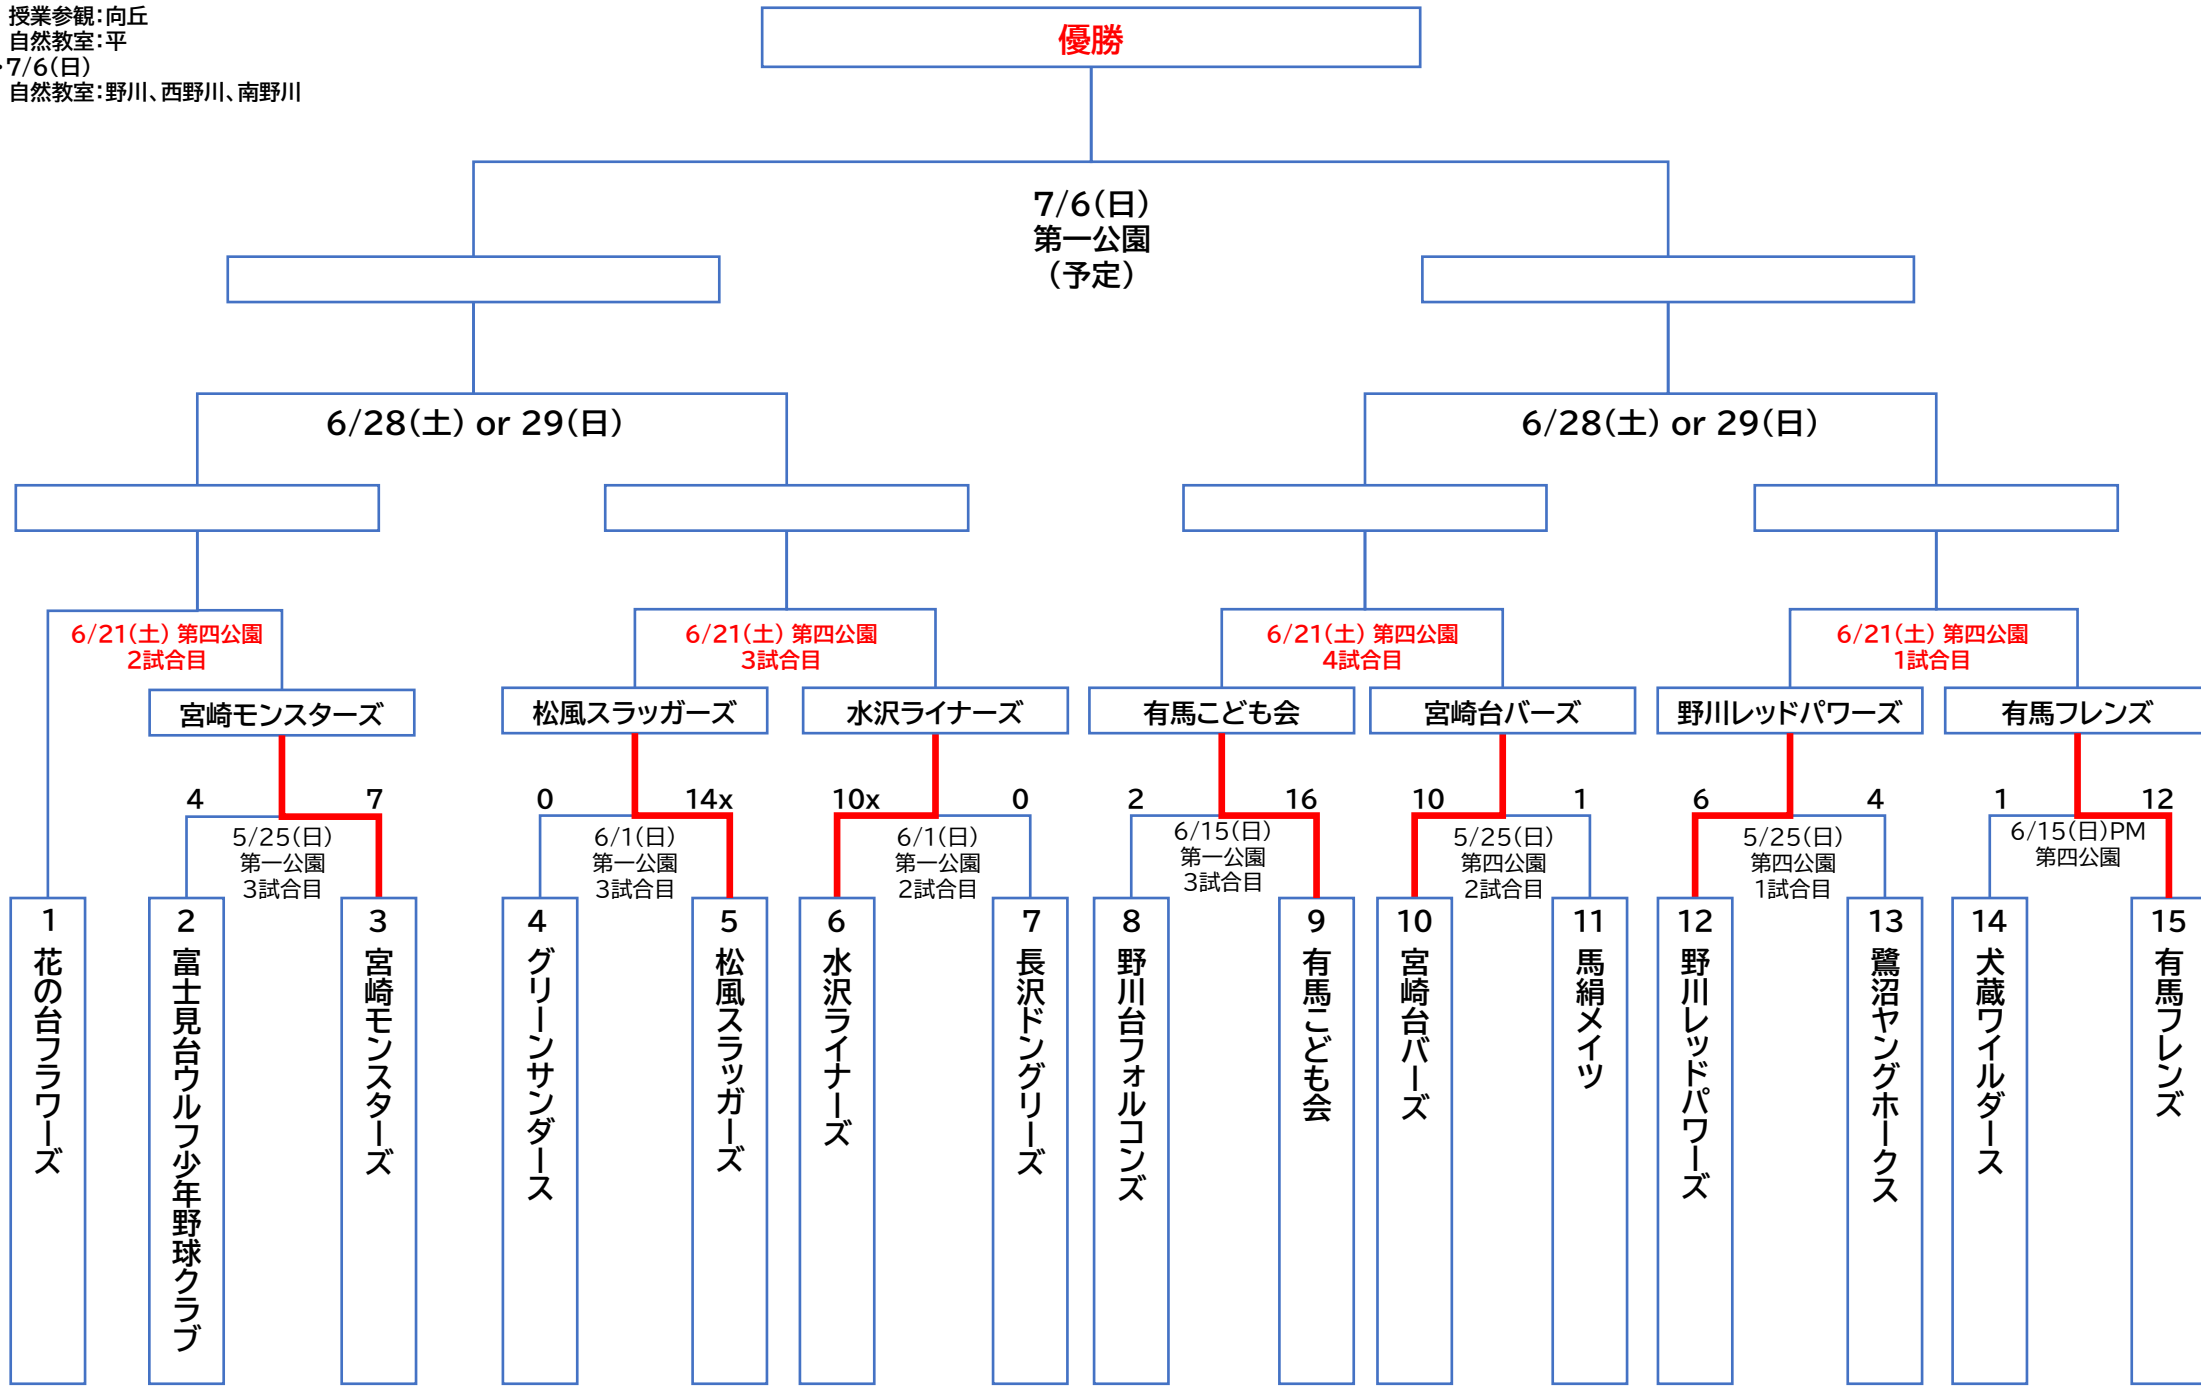 授業参観：向丘
自然教室：平
・7/6（日）
自然教室：野川、西野川、南野川
優勝
7/6（日）
第一公園
（予定）
6/28（土） or 29（日）
6/28（土） or 29（日）
6/21（土） 第四公園
2試合目
6/21（土） 第四公園
3試合目
6/21（土） 第四公園
4試合目
6/21（土） 第四公園
1試合目
宮崎モンスターズ
松風スラッガーズ
水沢ライナーズ
有馬こども会
宮崎台バーズ
野川レッドパワーズ
有馬フレンズ
4
7
5/25（日）
第一公園
3試合目
0
14x
6/1（日）
第一公園
3試合目
10x
0
6/1（日）
第一公園
2試合目
2
16
6/15（日）
第一公園
3試合目
10
1
5/25（日）
第四公園
2試合目
6
4
5/25（日）
第四公園
1試合目
1
12
6/15（日）PM
第四公園
1
花の台フラワーズ
2
富士見台ウルフ少年野球クラブ
3
宮崎モンスターズ
4
グリーンサンダース
5
松風スラッガーズ
6
水沢ライナーズ
7
長沢ドングリーズ
8
野川台フォルコンズ
9
有馬こども会
10
宮崎台バーズ
11
馬絹メイツ
12
野川レッドパワーズ
13
鷺沼ヤングホークス
14
犬蔵ワイルダース
15
有馬フレンズ